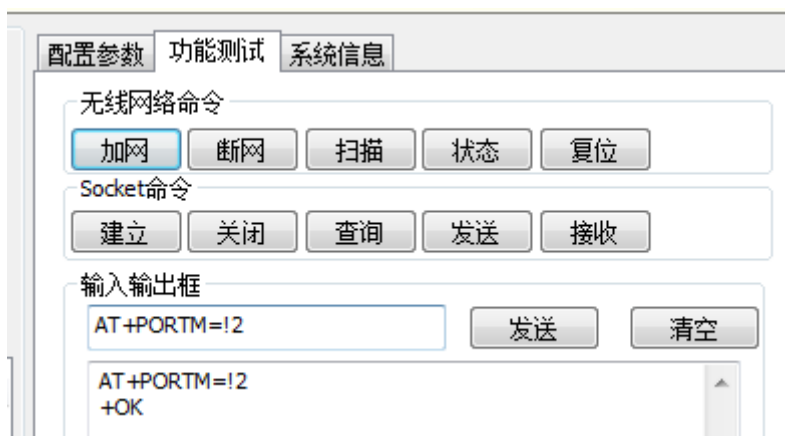 配置参数 功能测试 系统信息
无线网络命令
加网 断网 扫描 状态 复位
Socket命令
建立 关闭 查询 发送 接收
输入输出框
AT+PORTM=!2 发送 清空
AT+PORTM=!2
+OK